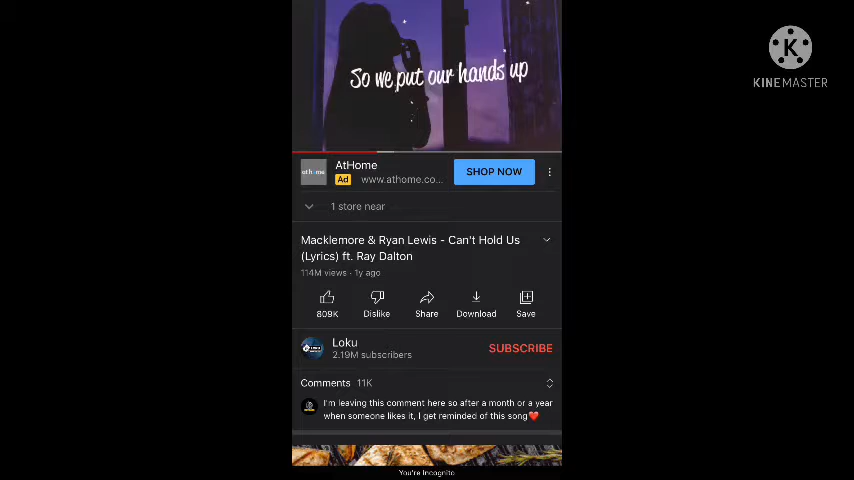 So we put our hands up
KINEMASTER
at:home
AtHome
SHOP NOW
Ad
www.athome.co...
1 store near
Macklemore & Ryan Lewis - Can't Hold Us
(Lyrics) ft. Ray Dalton
114M views · 1y ago
809K
Dislike
Share
Download
Save
Loku
2.19M subscribers
SUBSCRIBE
Comments 11K
I'm leaving this comment here so after a month or a year
when someone likes it, I get reminded of this song❤️
You're Incognito